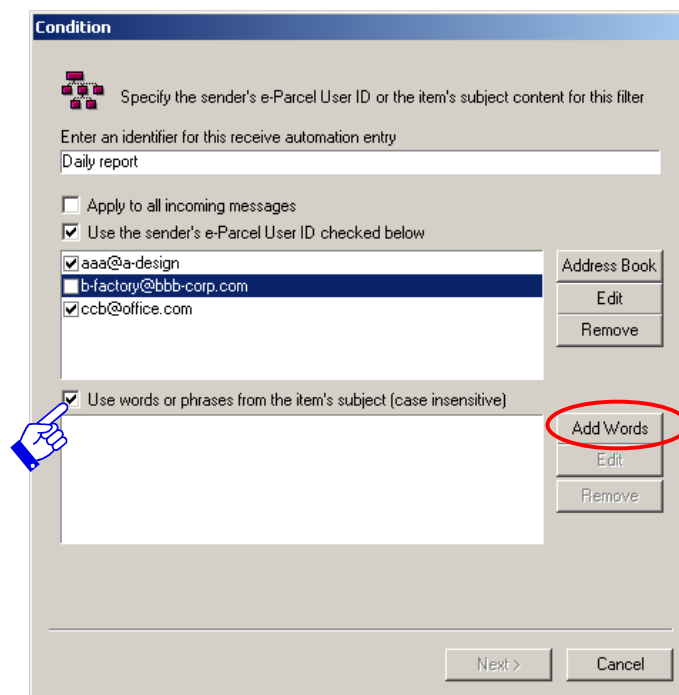 Condition
Specify the sender's e-Parcel User ID or the item's subject content for this filter
Enter an identifier for this receive automation entry
Daily report
Apply to all incoming messages
Use the sender's e-Parcel User ID checked below
aaa@a-design
b-factory@bbb-corp.com
ccb@office.com
Address Book
Edit
Remove
Use words or phrases from the item's subject (case insensitive)
Add Words
Edit
Remove
Next >
Cancel